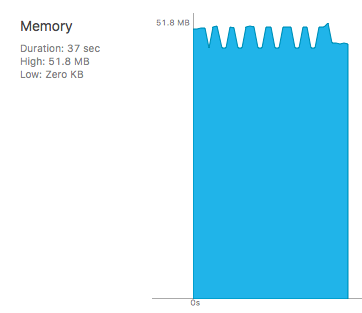 Memory
Duration: 37 sec
High: 51.8 MB
Low: Zero KB
51.8 MB
0s